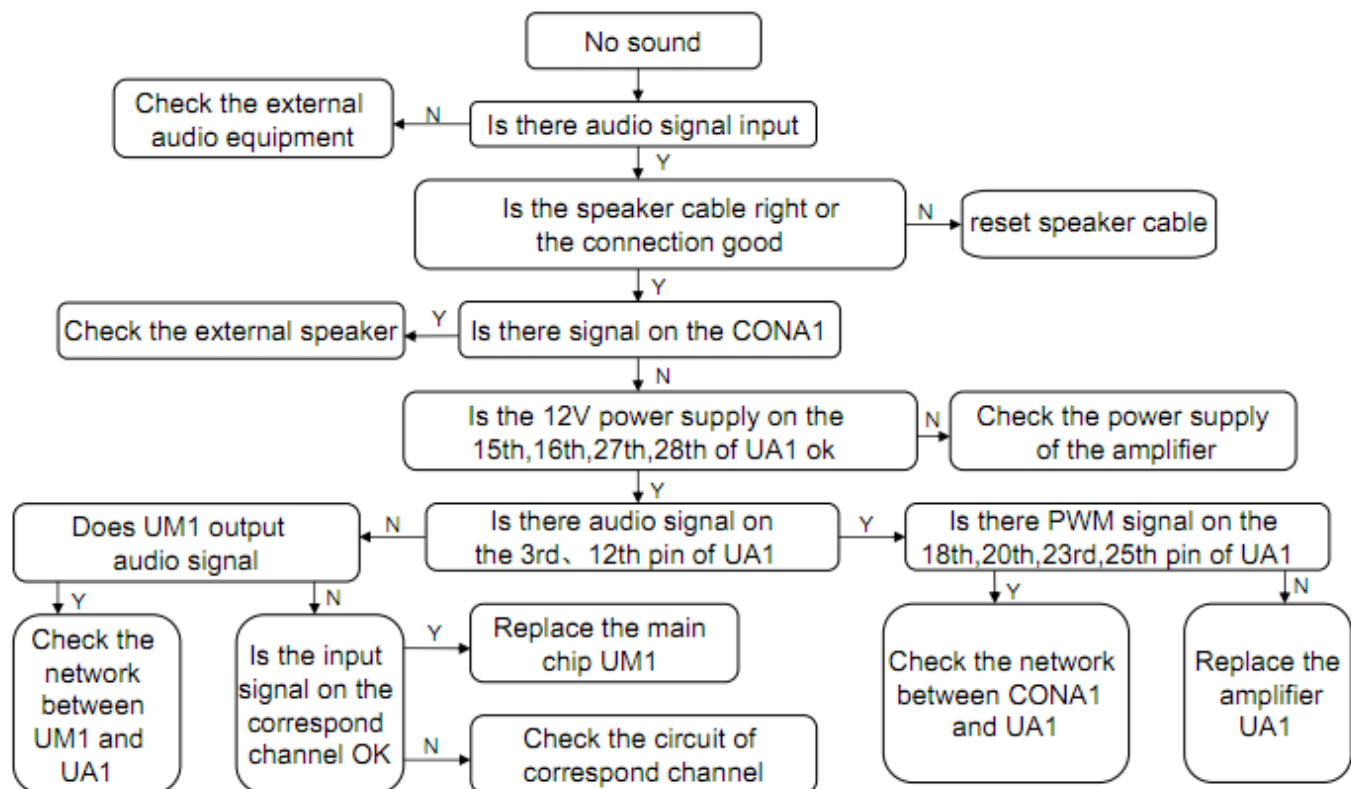 No sound
Check the external
audio equipment
N
Is there audio signal input
Y
Is the speaker cable right or
the connection good
N
reset speaker cable
Y
Check the external speaker
Y
Is there signal on the CONA1
N
Is the 12V power supply on the
15th,16th,27th,28th of UA1 ok
N
Check the power supply
of the amplifier
Y
Does UM1 output
audio signal
N
Is there audio signal on
the 3rd、12th pin of UA1
Y
Is there PWM signal on the
18th,20th,23rd,25th pin of UA1
Y
N
Y
N
Check the
network
between
UM1 and
UA1
Is the input
signal on the
correspond
channel OK
Y
Replace the main
chip UM1
N
Check the circuit of
correspond channel
Check the network
between CONA1
and UA1
Replace the
amplifier
UA1